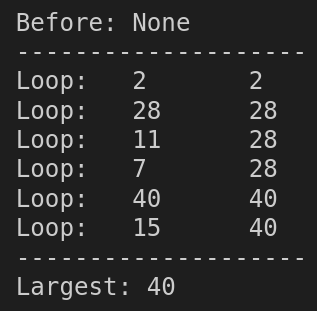 Before: None
--------------------
Loop:   2       2
Loop:   28      28
Loop:   11      28
Loop:   7       28
Loop:   40      40
Loop:   15      40
--------------------
Largest: 40